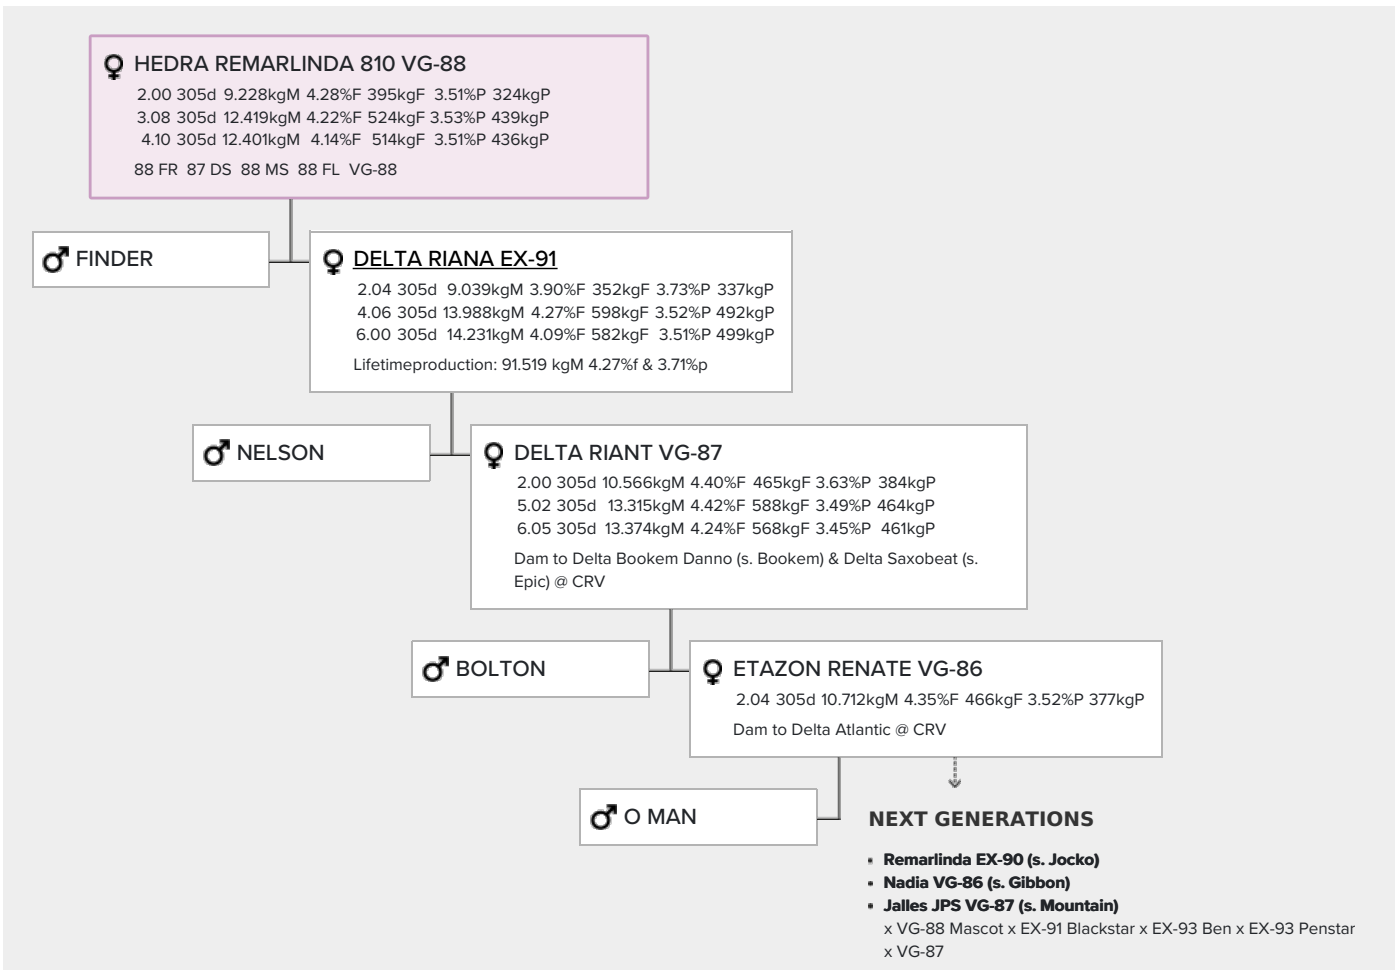 HEDRA REMARLINDA 810 VG-88
2.00 305d 9.228kgM 4.28%F 395kgF 3.51%P 324kgP
3.08 305d 12.419kgM 4.22%F 524kgF 3.53%P 439kgP
4.10 305d 12.401kgM 4.14%F 514kgF 3.51%P 436kgP
88 FR 87 DS 88 MS 88 FL VG-88
FINDER
DELTA RIANA EX-91
2.04 305d 9.039kgM 3.90%F 352kgF 3.73%P 337kgP
4.06 305d 13.988kgM 4.27%F 598kgF 3.52%P 492kgP
6.00 305d 14.231kgM 4.09%F 582kgF 3.51%P 499kgP
Lifetimeproduction: 91.519 kgM 4.27%f & 3.71%p
NELSON
DELTA RIANT VG-87
2.00 305d 10.566kgM 4.40%F 465kgF 3.63%P 384kgP
5.02 305d 13.315kgM 4.42%F 588kgF 3.49%P 464kgP
6.05 305d 13.374kgM 4.24%F 568kgF 3.45%P 461kgP
Dam to Delta Bookem Danno (s. Bookem) & Delta Saxobeat (s.
Epic) @ CRV
BOLTON
ETAZON RENATE VG-86
2.04 305d 10.712kgM 4.35%F 466kgF 3.52%P 377kgP
Dam to Delta Atlantic @ CRV
O MAN
NEXT GENERATIONS
• Remarlinda EX-90 (s. Jocko)
• Nadia VG-86 (s. Gibbon)
• Jalles JPS VG-87 (s. Mountain)
x VG-88 Mascot x EX-91 Blackstar x EX-93 Ben x EX-93 Penstar
x VG-87